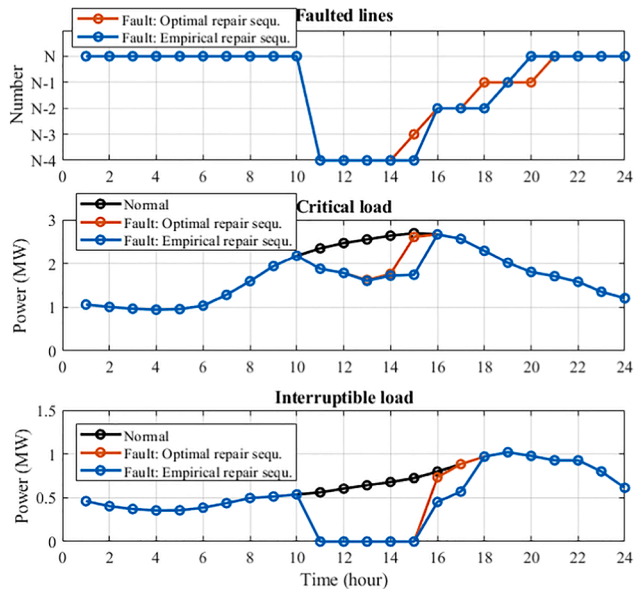 Faulted lines
Fault: Optimal repair sequ.
Fault: Empirical repair sequ.
Number
N
N-1
N-2
N-3
N-4
0 2 4 6 8 10 12 14 16 18 20 22 24
Critical load
Normal
Fault: Optimal repair sequ.
Fault: Empirical repair sequ.
Power (MW)
3
2
1
0
0 2 4 6 8 10 12 14 16 18 20 22 24
Interruptible load
Normal
Fault: Optimal repair sequ.
Fault: Empirical repair sequ.
Power (MW)
1.5
1
0.5
0
0 2 4 6 8 10 12 14 16 18 20 22 24
Time (hour)